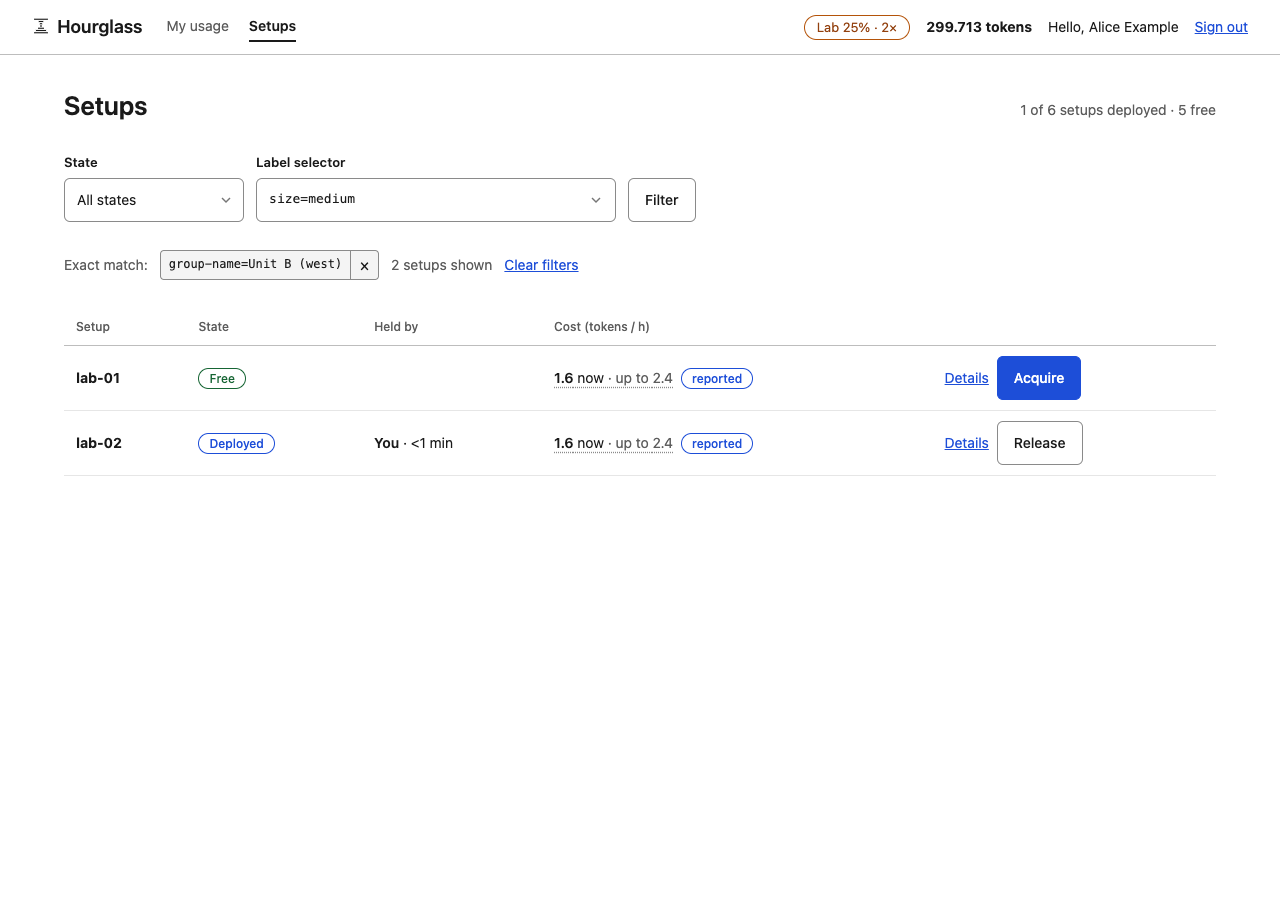 Hourglass My usage Setups Lab 25% · 2× 299.713 tokens Hello, Alice Example Sign out
Setups 1 of 6 setups deployed · 5 free
State Label selector
All states size=medium Filter
Exact match: group-name=Unit B (west) × 2 setups shown Clear filters
Setup State Held by Cost (tokens / h)
lab-01 Free 1.6 now · up to 2.4 reported Details Acquire
lab-02 Deployed You · <1 min 1.6 now · up to 2.4 reported Details Release